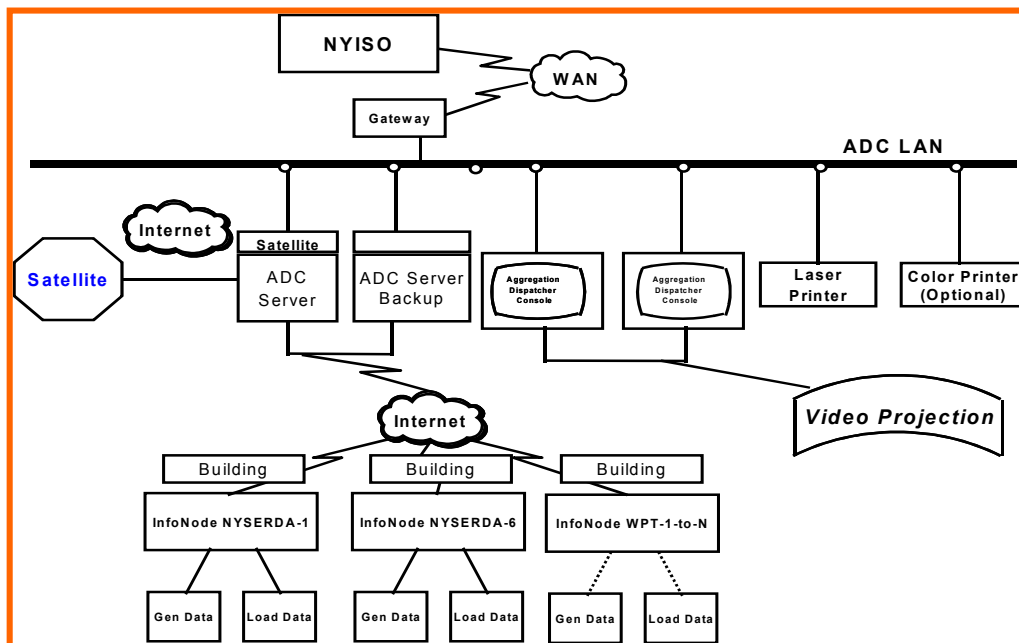 NYISO
WAN
Gateway
ADC LAN
Internet
Satellite
Satellite
ADC
Server
ADC Server
Backup
Aggregation
Dispatcher
Console
Aggregation
Dispatcher
Console
Laser
Printer
Color Printer
(Optional)
Internet
Video Projection
Building
Building
Building
InfoNode NYSERDA-1
InfoNode NYSERDA-6
InfoNode WPT-1-to-N
Gen Data
Load Data
Gen Data
Load Data
Gen Data
Load Data